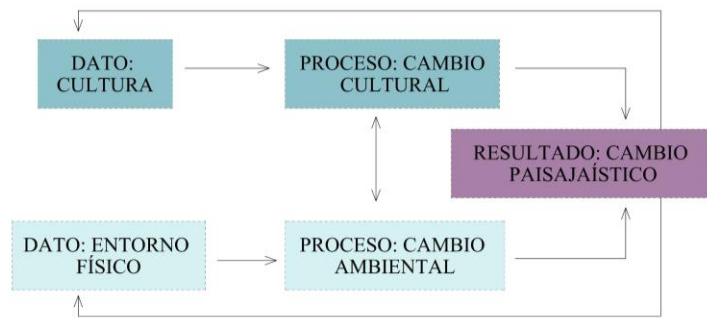 DATO:
CULTURA
PROCESO: CAMBIO
CULTURAL
RESULTADO: CAMBIO
PAISAJAÍSTICO
DATO: ENTORNO
FÍSICO
PROCESO: CAMBIO
AMBIENTAL